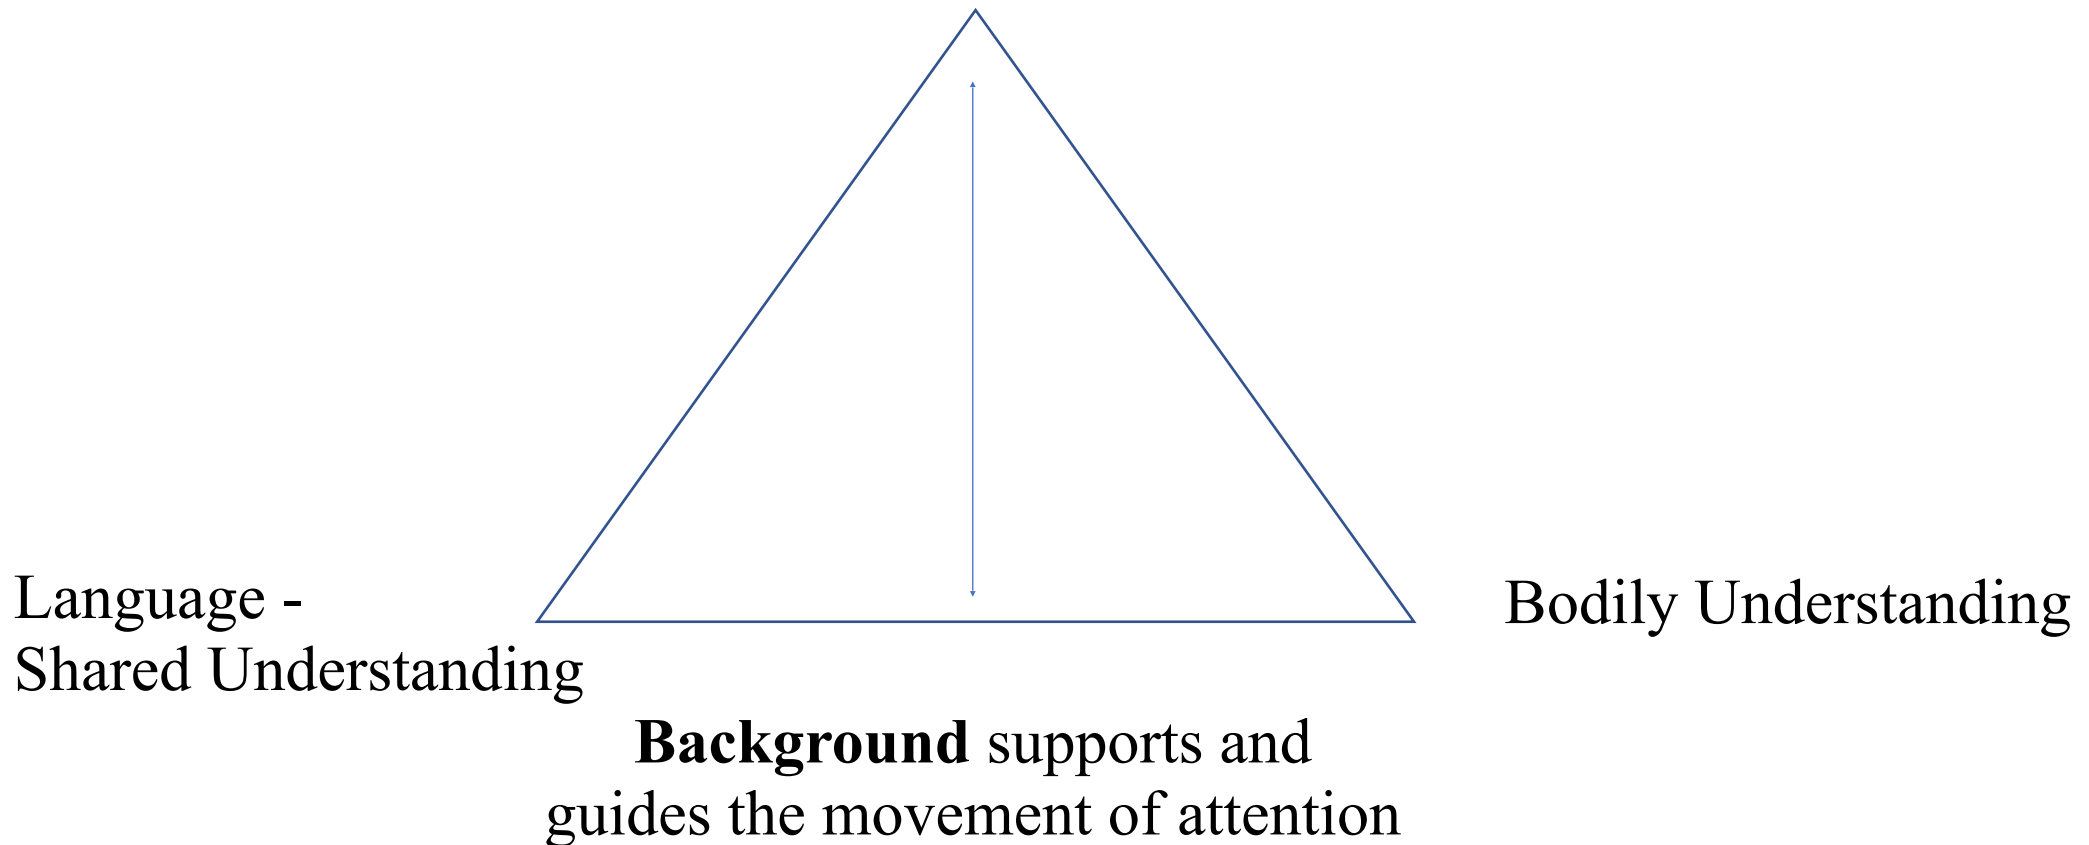 Language -
Shared Understanding
Bodily Understanding
Background supports and
guides the movement of attention